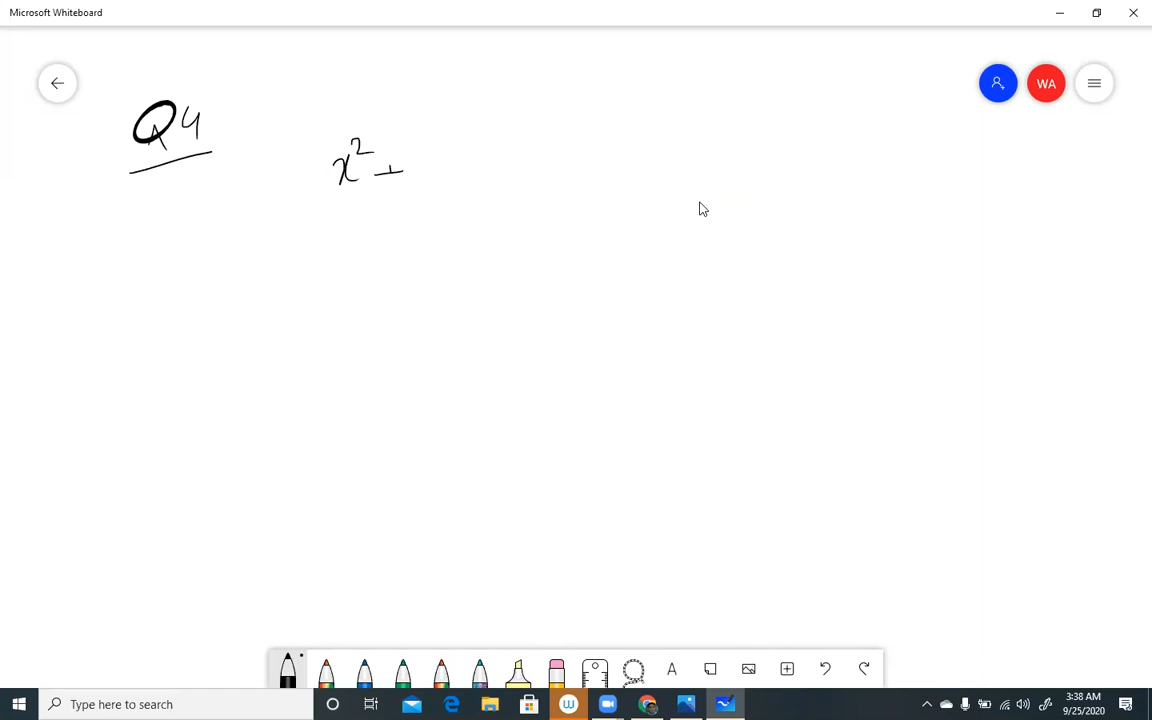 Microsoft Whiteboard
WA
Q4
x² +
A
W
Type here to search
3:38 AM
9/25/2020